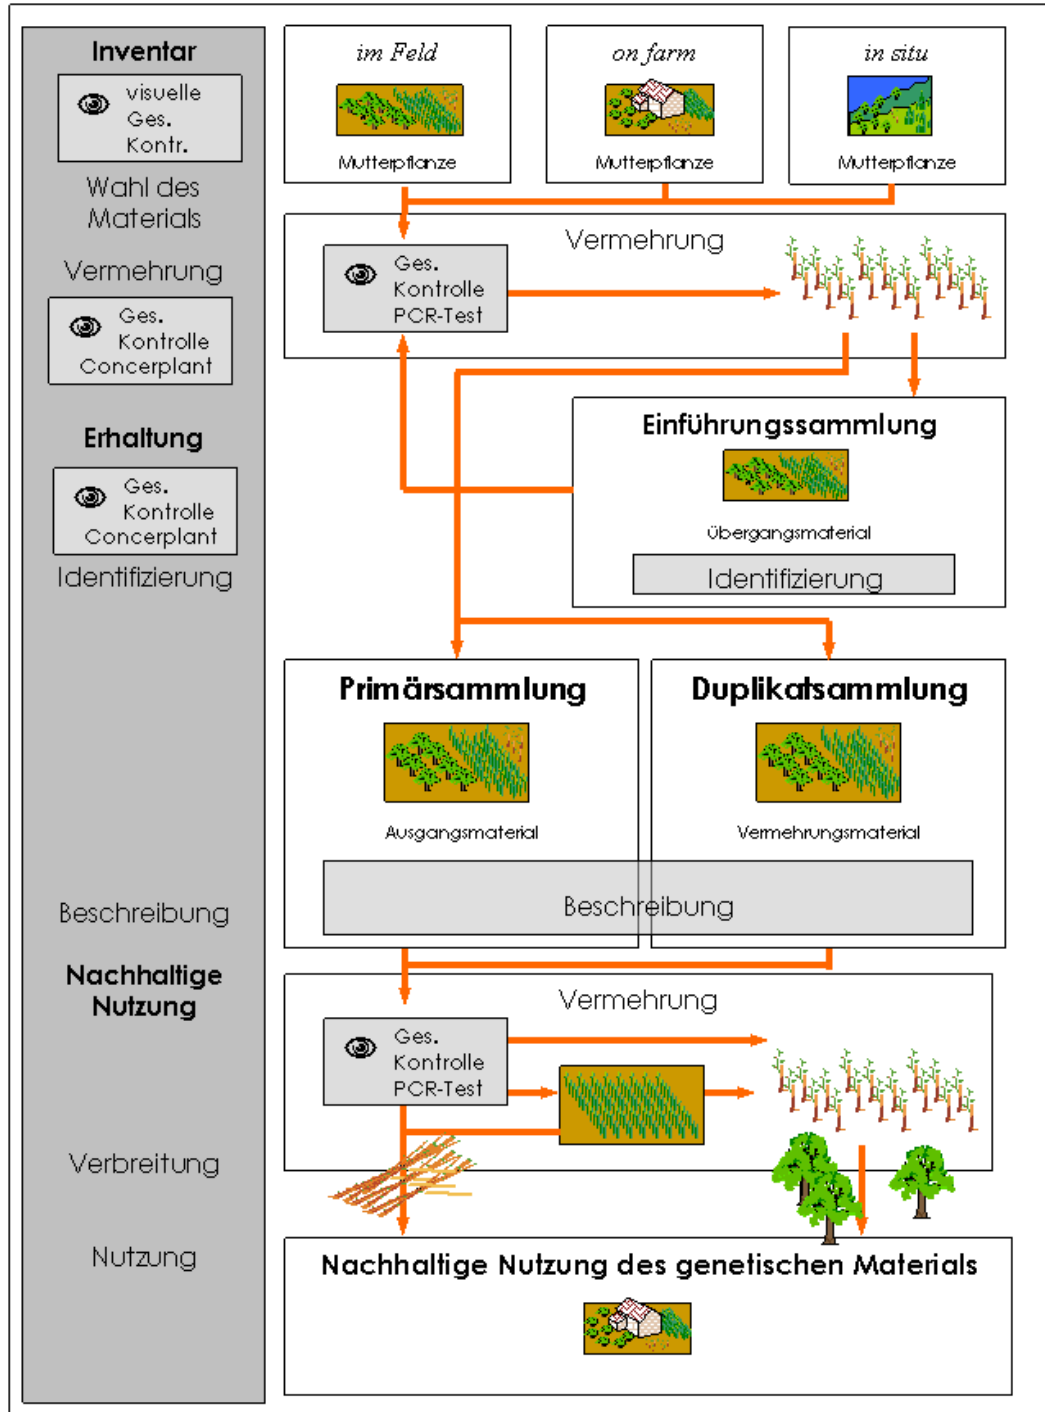 Inventar
visuelle
Ges.
Kontr.
Wahl des
Materials
Vermehrung
Ges.
Kontrolle
Concerplant
Erhaltung
Ges.
Kontrolle
Concerplant
Identifizierung
Beschreibung
Nachhaltige
Nutzung
Verbreitung
Nutzung
im Feld
Mutterpflanze
on farm
Mutterpflanze
in situ
Mutterpflanze
Vermehrung
Ges.
Kontrolle
PCR-Test
Einführungssammlung
Übergangsmaterial
Identifizierung
Primärsammlung
Ausgangsmaterial
Duplikatsammlung
Vermehrungsmaterial
Beschreibung
Vermehrung
Ges.
Kontrolle
PCR-Test
Nachhaltige Nutzung des genetischen Materials